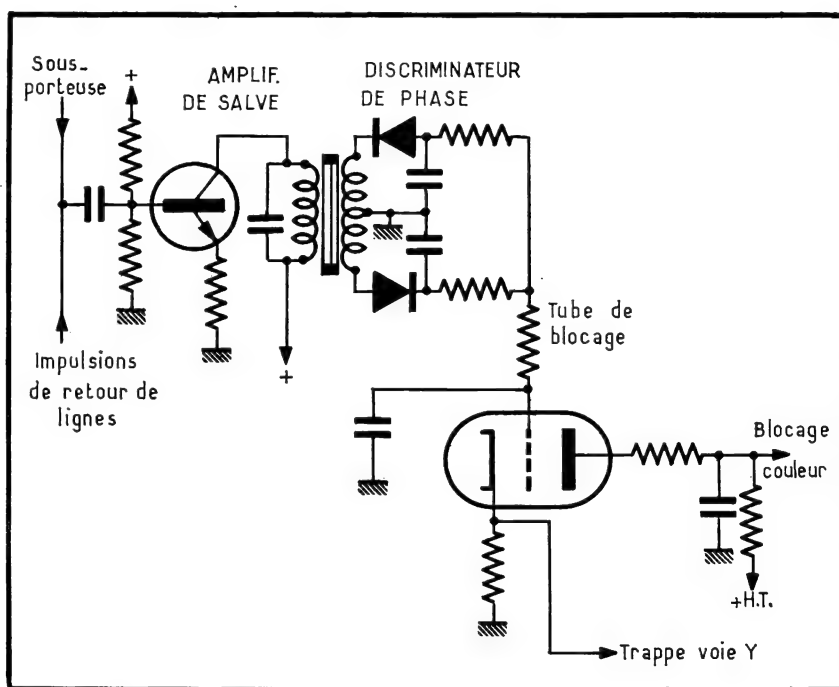 Sous-
porteuse
+
AMPLIF.
DE SALVE
DISCRIMINATEUR
DE PHASE
Impulsions
de retour de
lignes
+
Tube de
blocage
Blocage
couleur
+H.T.
Trappe voie Y